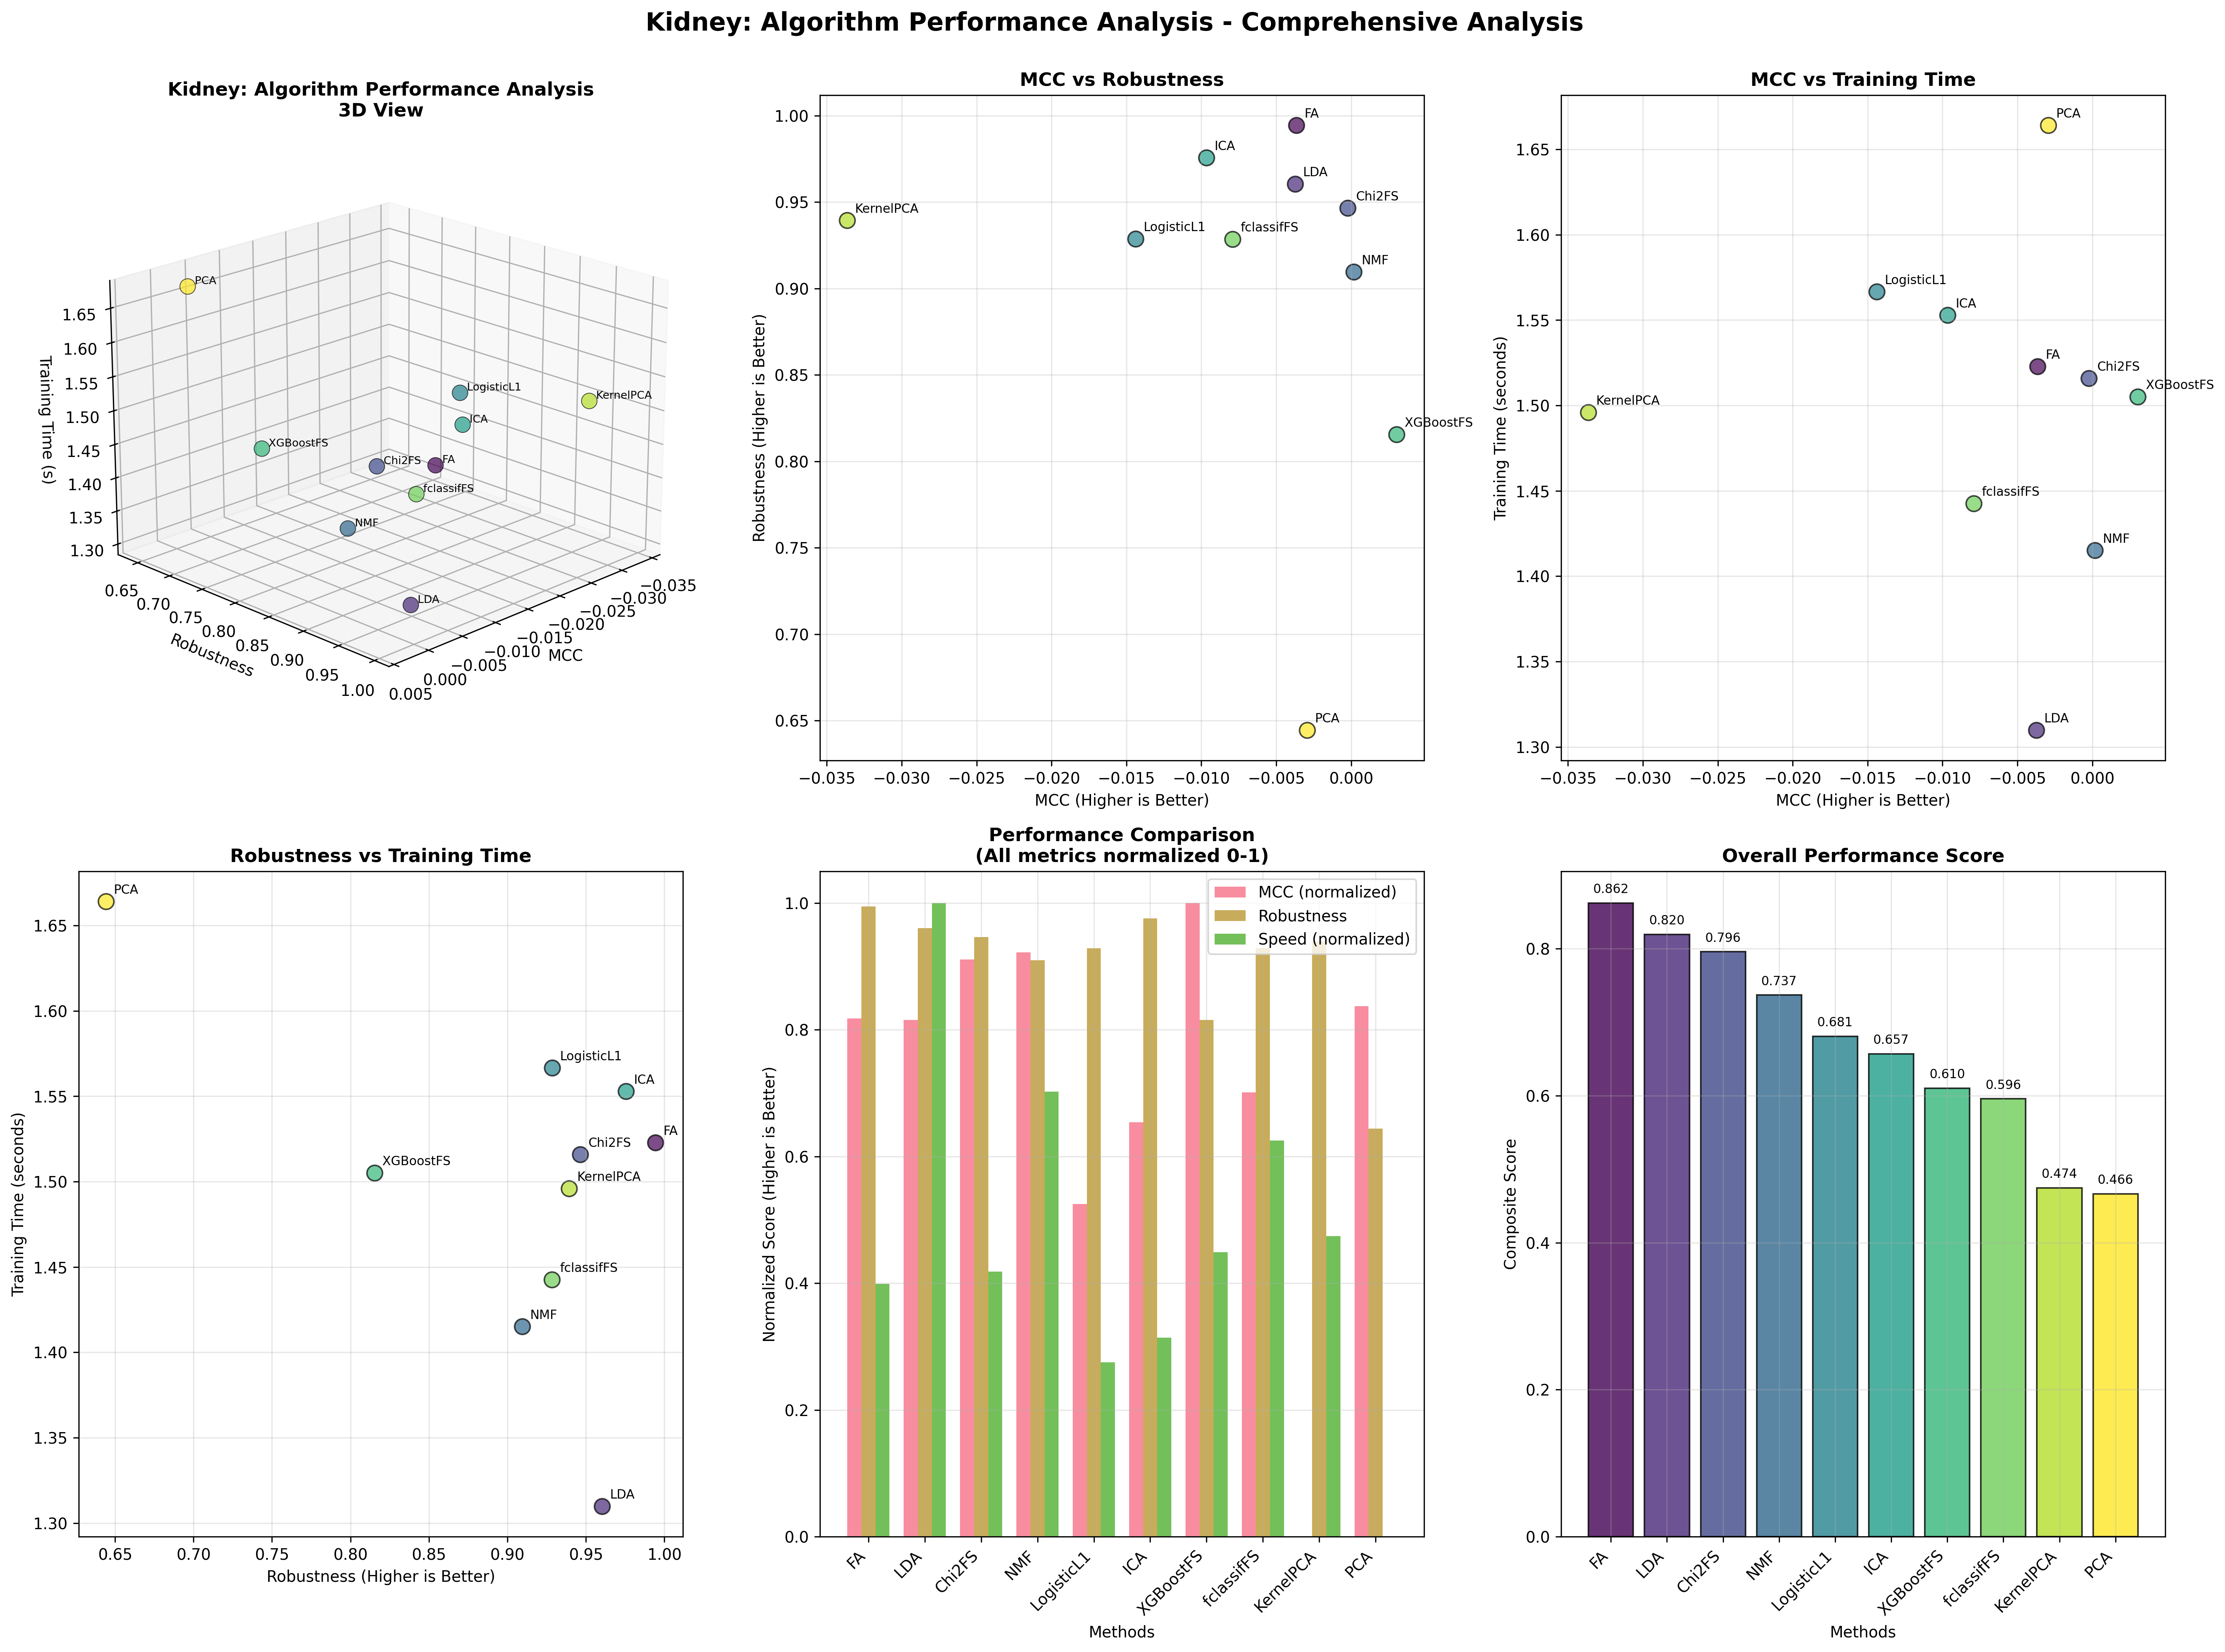 Kidney: Algorithm Performance Analysis - Comprehensive Analysis
Kidney: Algorithm Performance Analysis
3D View
PCA
LogisticL1
KernelPCA
ICA
XGBoostFS
Chi2FS
FA
fclassifFS
NMF
LDA
Training Time (s)
1.65
1.60
1.55
1.50
1.45
1.40
1.35
1.30
Robustness
0.65
0.70
0.75
0.80
0.85
0.90
0.95
1.00
MCC
−0.035
−0.030
−0.025
−0.020
−0.015
−0.010
−0.005
0.000
0.005
MCC vs Robustness
Robustness (Higher is Better)
1.00
0.95
0.90
0.85
0.80
0.75
0.70
0.65
FA
ICA
LDA
Chi2FS
KernelPCA
LogisticL1
fclassifFS
NMF
XGBoostFS
PCA
−0.035
−0.030
−0.025
−0.020
−0.015
−0.010
−0.005
0.000
MCC (Higher is Better)
MCC vs Training Time
Training Time (seconds)
1.65
1.60
1.55
1.50
1.45
1.40
1.35
1.30
PCA
LogisticL1
ICA
FA
Chi2FS
XGBoostFS
KernelPCA
fclassifFS
NMF
LDA
−0.035
−0.030
−0.025
−0.020
−0.015
−0.010
−0.005
0.000
MCC (Higher is Better)
Robustness vs Training Time
Training Time (seconds)
1.65
1.60
1.55
1.50
1.45
1.40
1.35
1.30
PCA
LogisticL1
ICA
FA
Chi2FS
XGBoostFS
KernelPCA
fclassifFS
NMF
LDA
0.65
0.70
0.75
0.80
0.85
0.90
0.95
1.00
Robustness (Higher is Better)
Performance Comparison
(All metrics normalized 0-1)
Normalized Score (Higher is Better)
1.0
0.8
0.6
0.4
0.2
0.0
MCC (normalized)
Robustness
Speed (normalized)
FA
LDA
Chi2FS
NMF
LogisticL1
ICA
XGBoostFS
fclassifFS
KernelPCA
PCA
Methods
Overall Performance Score
Composite Score
0.8
0.6
0.4
0.2
0.0
0.862
0.820
0.796
0.737
0.681
0.657
0.610
0.596
0.474
0.466
FA
LDA
Chi2FS
NMF
LogisticL1
ICA
XGBoostFS
fclassifFS
KernelPCA
PCA
Methods